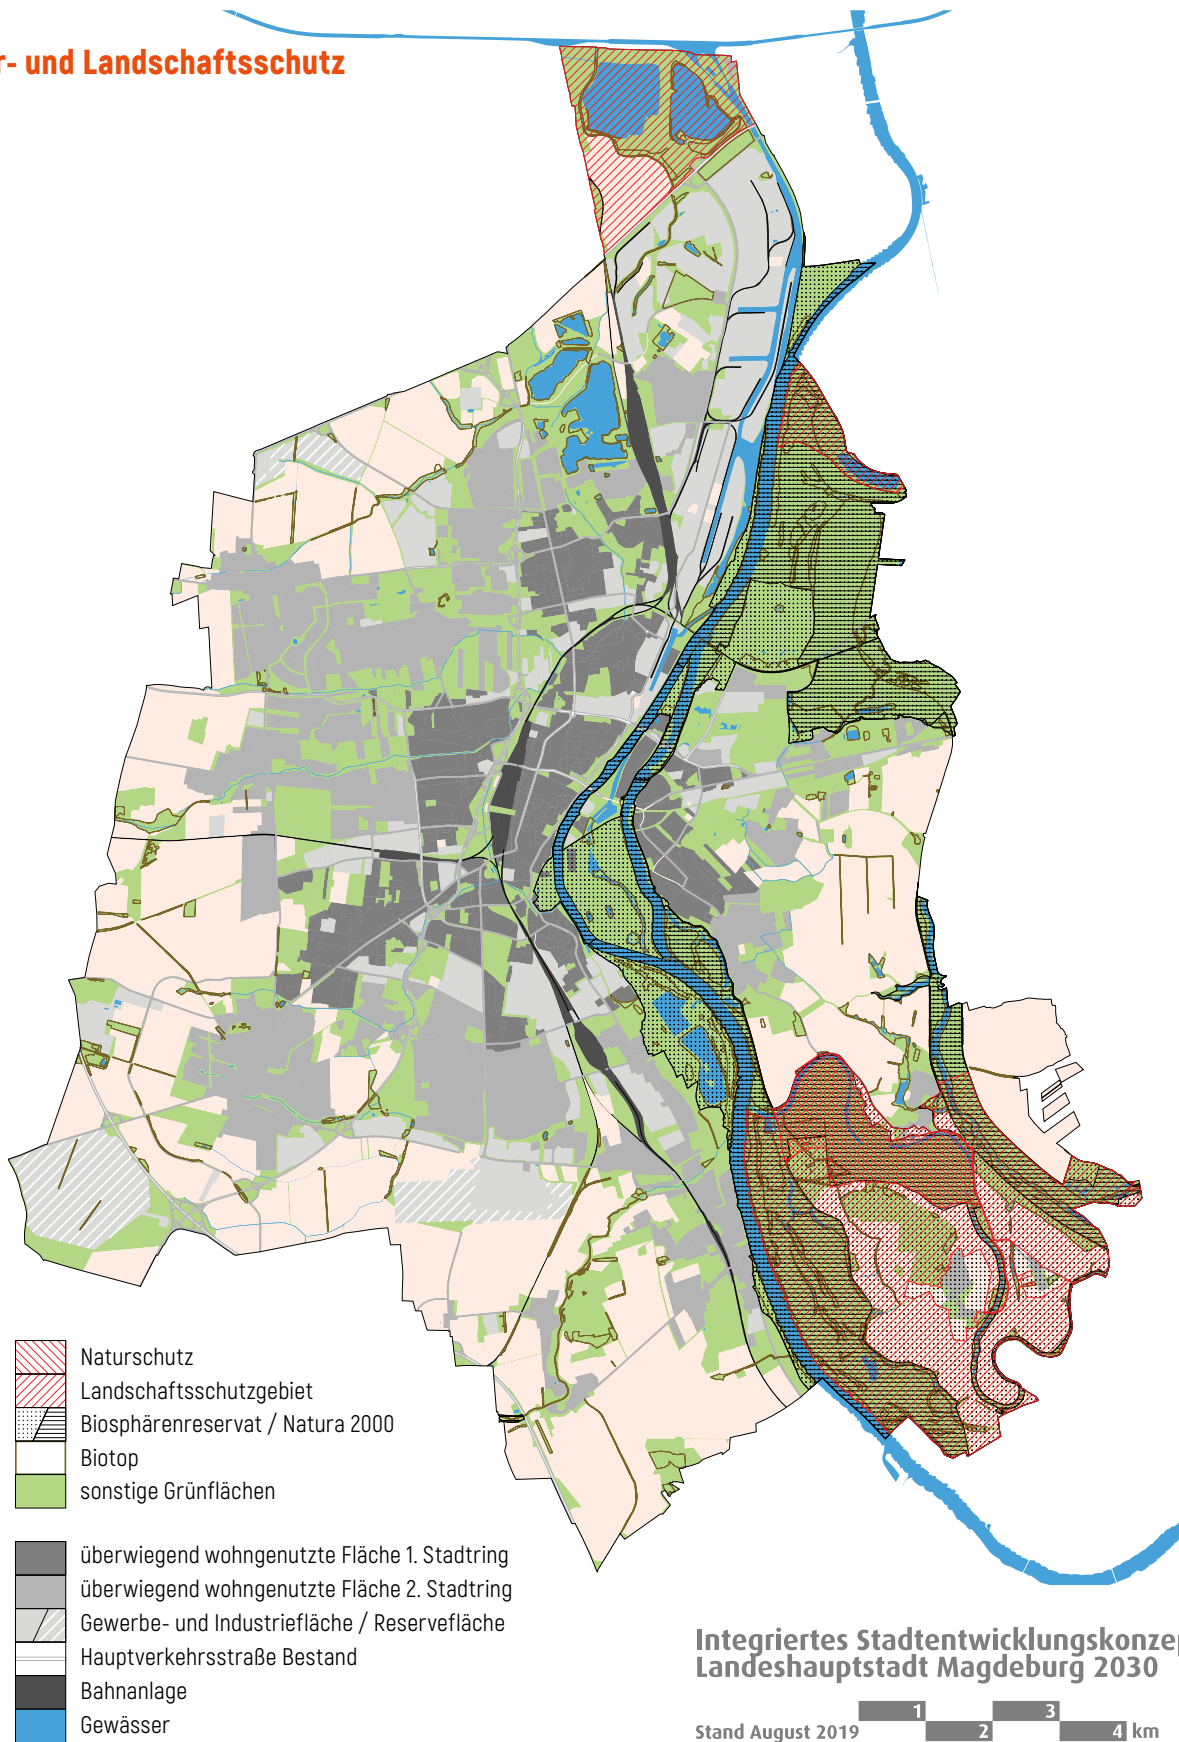 r- und Landschaftsschutz
Naturschutz
Landschaftsschutzgebiet
Biosphärenreservat / Natura 2000
Biotop
sonstige Grünflächen
überwiegend wohngenutzte Fläche 1. Stadtring
überwiegend wohngenutzte Fläche 2. Stadtring
Gewerbe- und Industriefläche / Reservefläche
Hauptverkehrsstraße Bestand
Bahnanlage
Gewässer
Integriertes Stadtentwicklungskonzep
Landeshauptstadt Magdeburg 2030
Stand August 2019
1 2 3 4 km